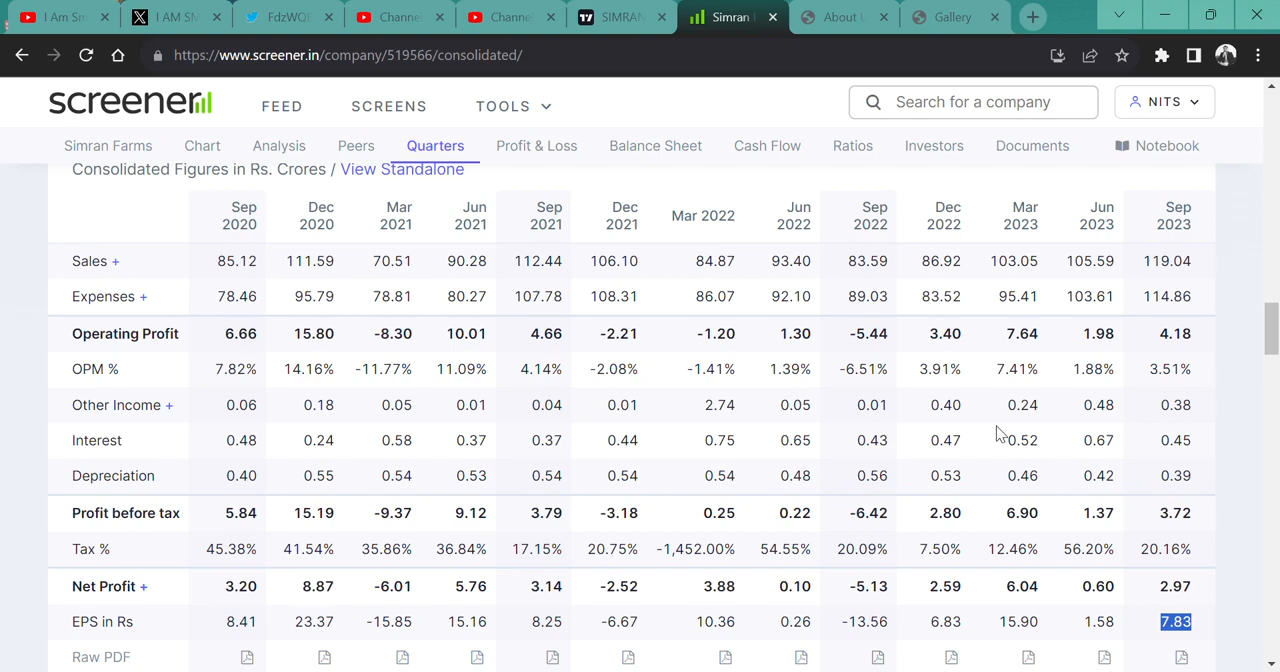 I Am Sm
I AM SM
FdzWQE
Channe
Channe
SIMRAN
Simran
About U
Gallery
https://www.screener.in/company/519566/consolidated/
screener
FEED
SCREENS
TOOLS
Search for a company
NITS
Simran Farms Chart Analysis Peers Quarters Profit & Loss Balance Sheet Cash Flow Ratios Investors Documents Notebook
Consolidated Figures in Rs. Crores / View Standalone
Sep 2020 Dec 2020 Mar 2021 Jun 2021 Sep 2021 Dec 2021 Mar 2022 Jun 2022 Sep 2022 Dec 2022 Mar 2023 Jun 2023 Sep 2023
Sales + 85.12 111.59 70.51 90.28 112.44 106.10 84.87 93.40 83.59 86.92 103.05 105.59 119.04
Expenses + 78.46 95.79 78.81 80.27 107.78 108.31 86.07 92.10 89.03 83.52 95.41 103.61 114.86
Operating Profit 6.66 15.80 -8.30 10.01 4.66 -2.21 -1.20 1.30 -5.44 3.40 7.64 1.98 4.18
OPM % 7.82% 14.16% -11.77% 11.09% 4.14% -2.08% -1.41% 1.39% -6.51% 3.91% 7.41% 1.88% 3.51%
Other Income + 0.06 0.18 0.05 0.01 0.04 0.01 2.74 0.05 0.01 0.40 0.24 0.48 0.38
Interest 0.48 0.24 0.58 0.37 0.37 0.44 0.75 0.65 0.43 0.47 0.52 0.67 0.45
Depreciation 0.40 0.55 0.54 0.53 0.54 0.54 0.54 0.48 0.56 0.53 0.46 0.42 0.39
Profit before tax 5.84 15.19 -9.37 9.12 3.79 -3.18 0.25 0.22 -6.42 2.80 6.90 1.37 3.72
Tax % 45.38% 41.54% 35.86% 36.84% 17.15% 20.75% -1,452.00% 54.55% 20.09% 7.50% 12.46% 56.20% 20.16%
Net Profit + 3.20 8.87 -6.01 5.76 3.14 -2.52 3.88 0.10 -5.13 2.59 6.04 0.60 2.97
EPS in Rs 8.41 23.37 -15.85 15.16 8.25 -6.67 10.36 0.26 -13.56 6.83 15.90 1.58 7.83
Raw PDF